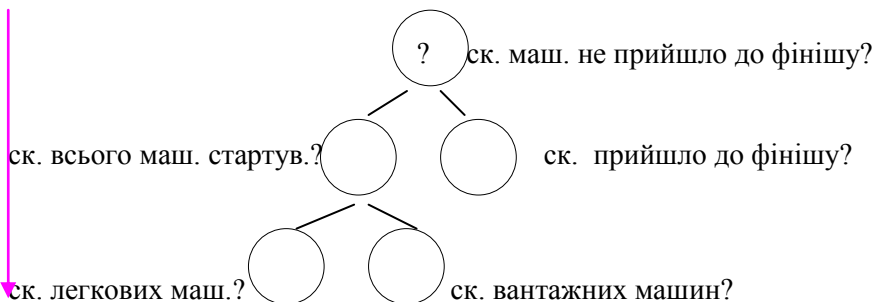 ? ск. маш. не прийшло до фінішу?
ск. всього маш. стартув.? ск. прийшло до фінішу?
ск. легкових маш.? ск. вантажних машин?